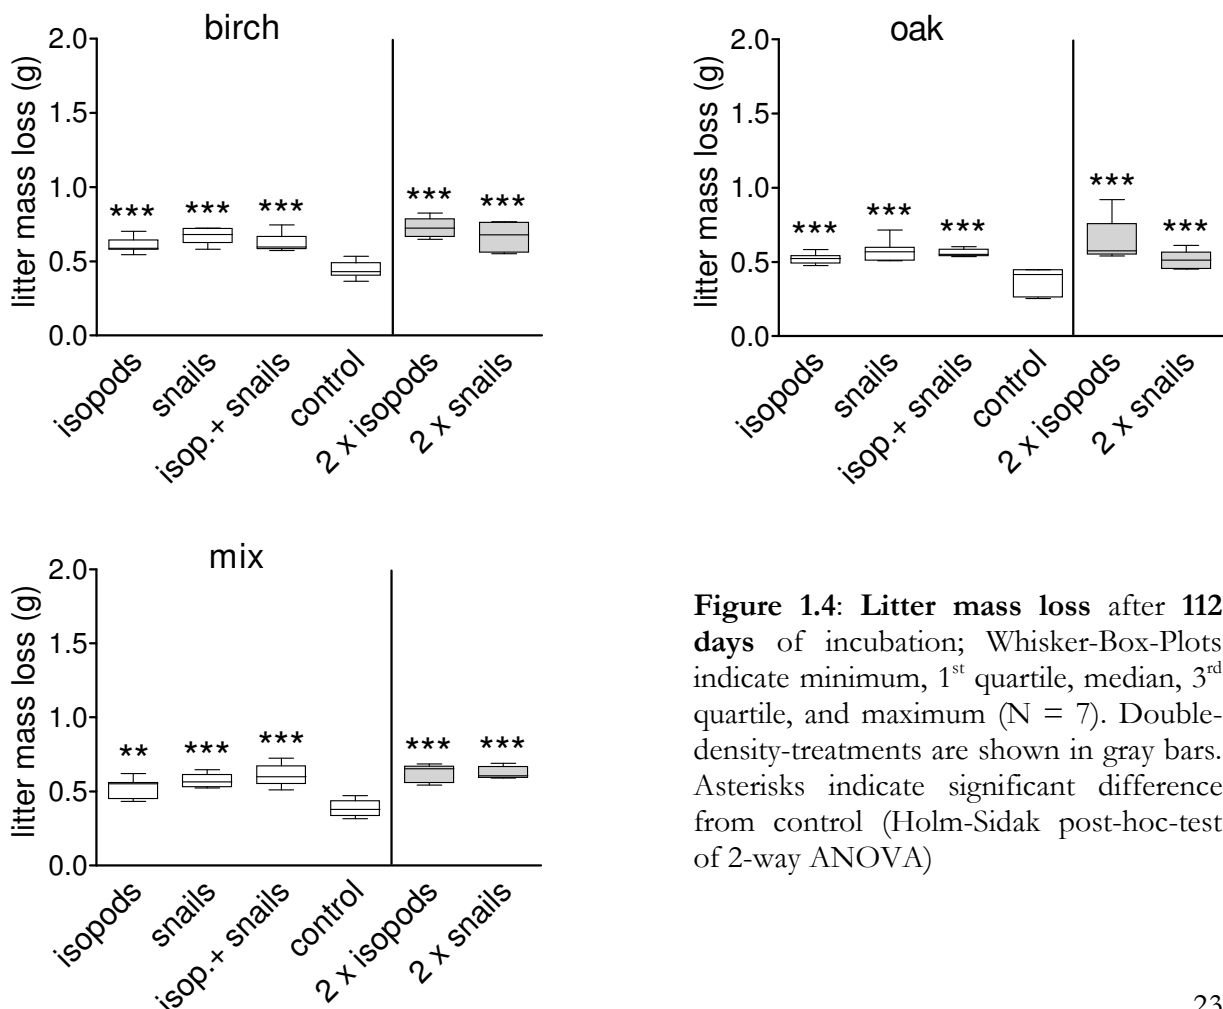 birch
litter mass loss (g)
2.0
1.5
1.0
0.5
0.0
*** *** *** *** ***
isopods
snails
isop.+ snails
control
2 x isopods
2 x snails
oak
litter mass loss (g)
2.0
1.5
1.0
0.5
0.0
*** *** *** *** ***
isopods
snails
isop.+ snails
control
2 x isopods
2 x snails
mix
litter mass loss (g)
2.0
1.5
1.0
0.5
0.0
** *** *** *** ***
isopods
snails
isop.+ snails
control
2 x isopods
2 x snails
Figure 1.4: Litter mass loss after 112
days of incubation; Whisker-Box-Plots
indicate minimum, 1st quartile, median, 3rd
quartile, and maximum (N = 7). Double-
density-treatments are shown in gray bars.
Asterisks indicate significant difference
from control (Holm-Sidak post-hoc-test
of 2-way ANOVA)
23